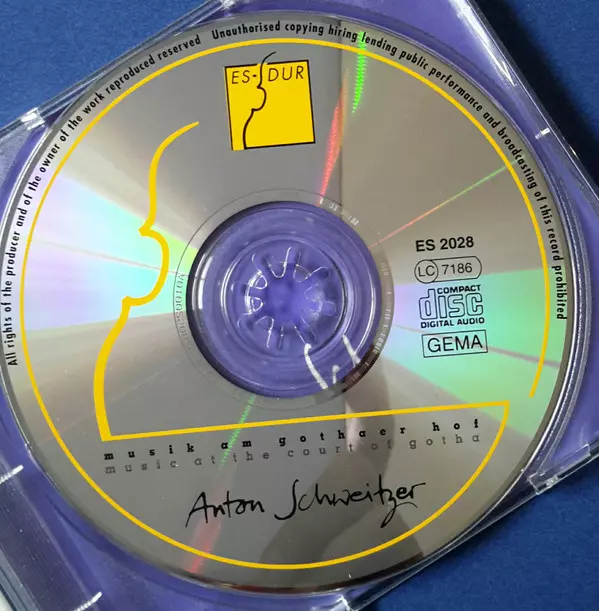 All rights of the producer and of the owner of the work reproduced reserved Unauthorised copying hiring lending public performance and broadcasting of this record prohibited
ES-DUR
ES 2028
LC 7186
COMPACT
disc
DIGITAL AUDIO
GEMA
musik am gothaer hof
music at the court of gotha
Anton Schweitzer